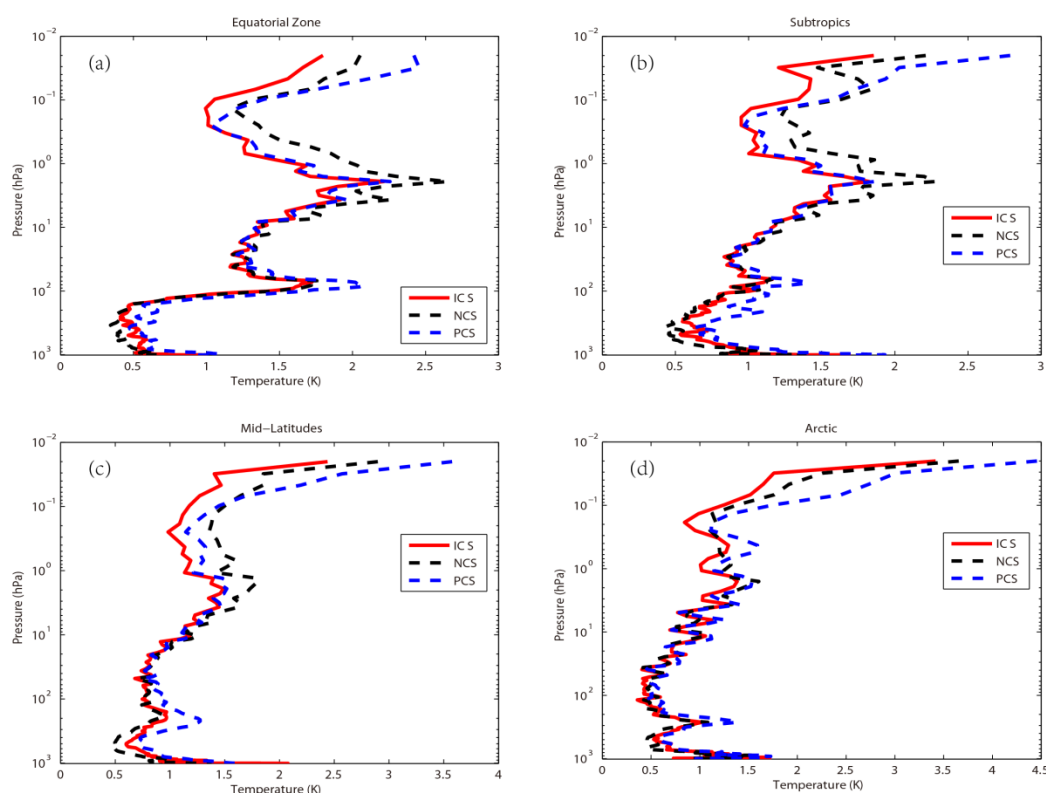 Equatorial Zone
(a)
10⁻²
10⁻¹
10⁰
10¹
10²
10³
Pressure (hPa)
0 0.5 1 1.5 2 2.5 3
Temperature (K)
IC S
NCS
PCS
Subtropics
(b)
10⁻²
10⁻¹
10⁰
10¹
10²
10³
Pressure (hPa)
0 0.5 1 1.5 2 2.5 3
Temperature (K)
IC S
NCS
PCS
Mid–Latitudes
(c)
10⁻²
10⁻¹
10⁰
10¹
10²
10³
Pressure (hPa)
0 0.5 1 1.5 2 2.5 3 3.5 4
Temperature (K)
IC S
NCS
PCS
Arctic
(d)
10⁻²
10⁻¹
10⁰
10¹
10²
10³
Pressure (hPa)
0 0.5 1 1.5 2 2.5 3 3.5 4 4.5
Temperature (K)
IC S
NCS
PCS